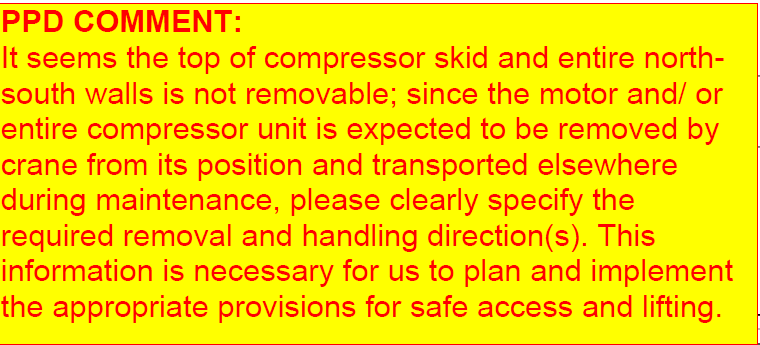 PPD COMMENT:
It seems the top of compressor skid and entire north-
south walls is not removable; since the motor and/ or
entire compressor unit is expected to be removed by
crane from its position and transported elsewhere
during maintenance, please clearly specify the
required removal and handling direction(s). This
information is necessary for us to plan and implement
the appropriate provisions for safe access and lifting.